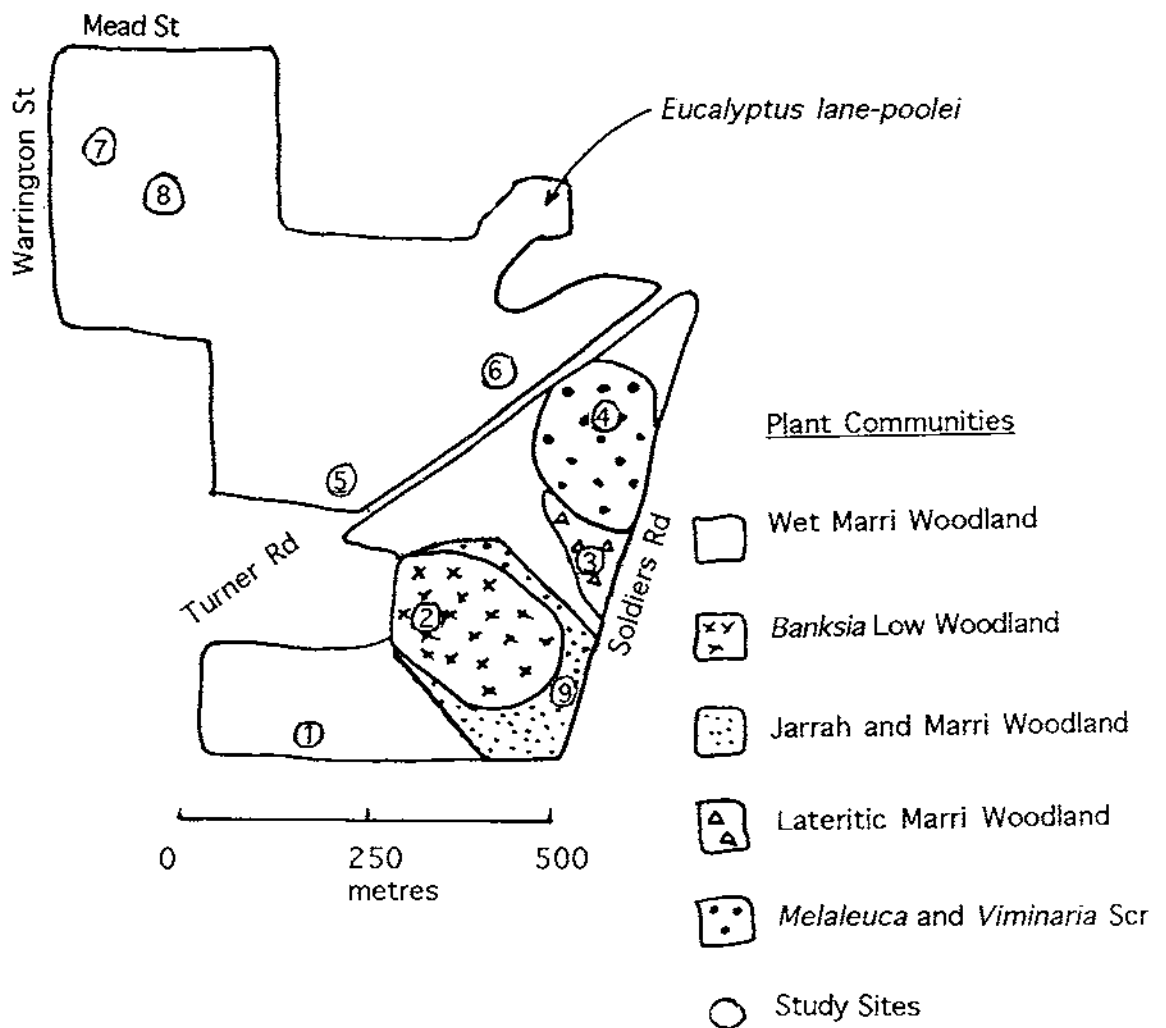 Mead St
Warrington St
Eucalyptus lane-poolei
7
8
6
4
5
3
Turner Rd
Soldiers Rd
2
9
1
0 250 500
metres
Plant Communities
Wet Marri Woodland
Banksia Low Woodland
Jarrah and Marri Woodland
Lateritic Marri Woodland
Melaleuca and Viminaria Scr
Study Sites